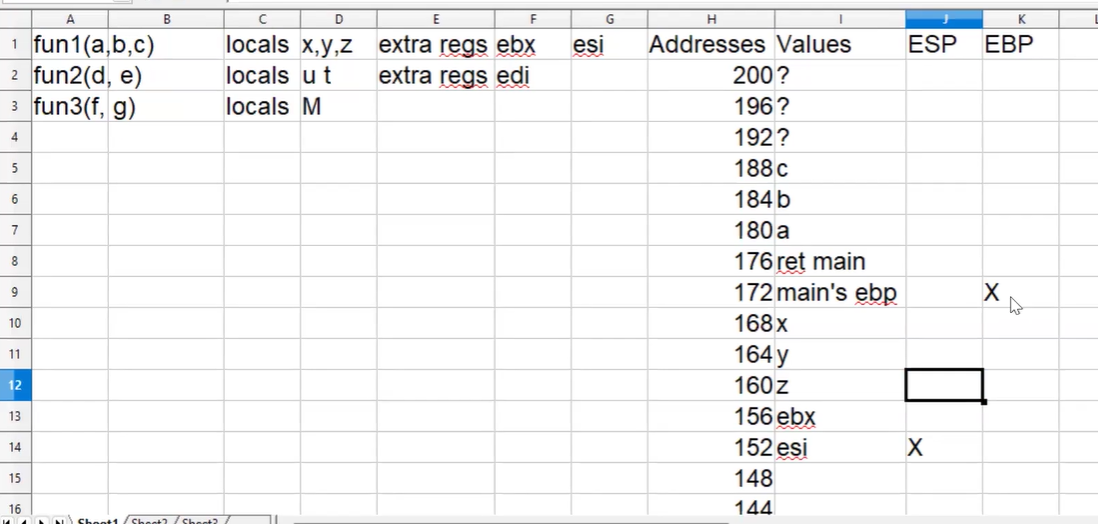 A B C D E F G H I J K L
1 fun1(a,b,c) locals x,y,z extra regs ebx esi Addresses Values ESP EBP
2 fun2(d, e) locals u t extra regs edi 200 ?
3 fun3(f, g) locals M 196 ?
4 192 ?
5 188 c
6 184 b
7 180 a
8 176 ret main
9 172 main's ebp X
10 168 x
11 164 y
12 160 z
13 156 ebx
14 152 esi X
15 148
16 144
Sheet1 Sheet2 Sheet3